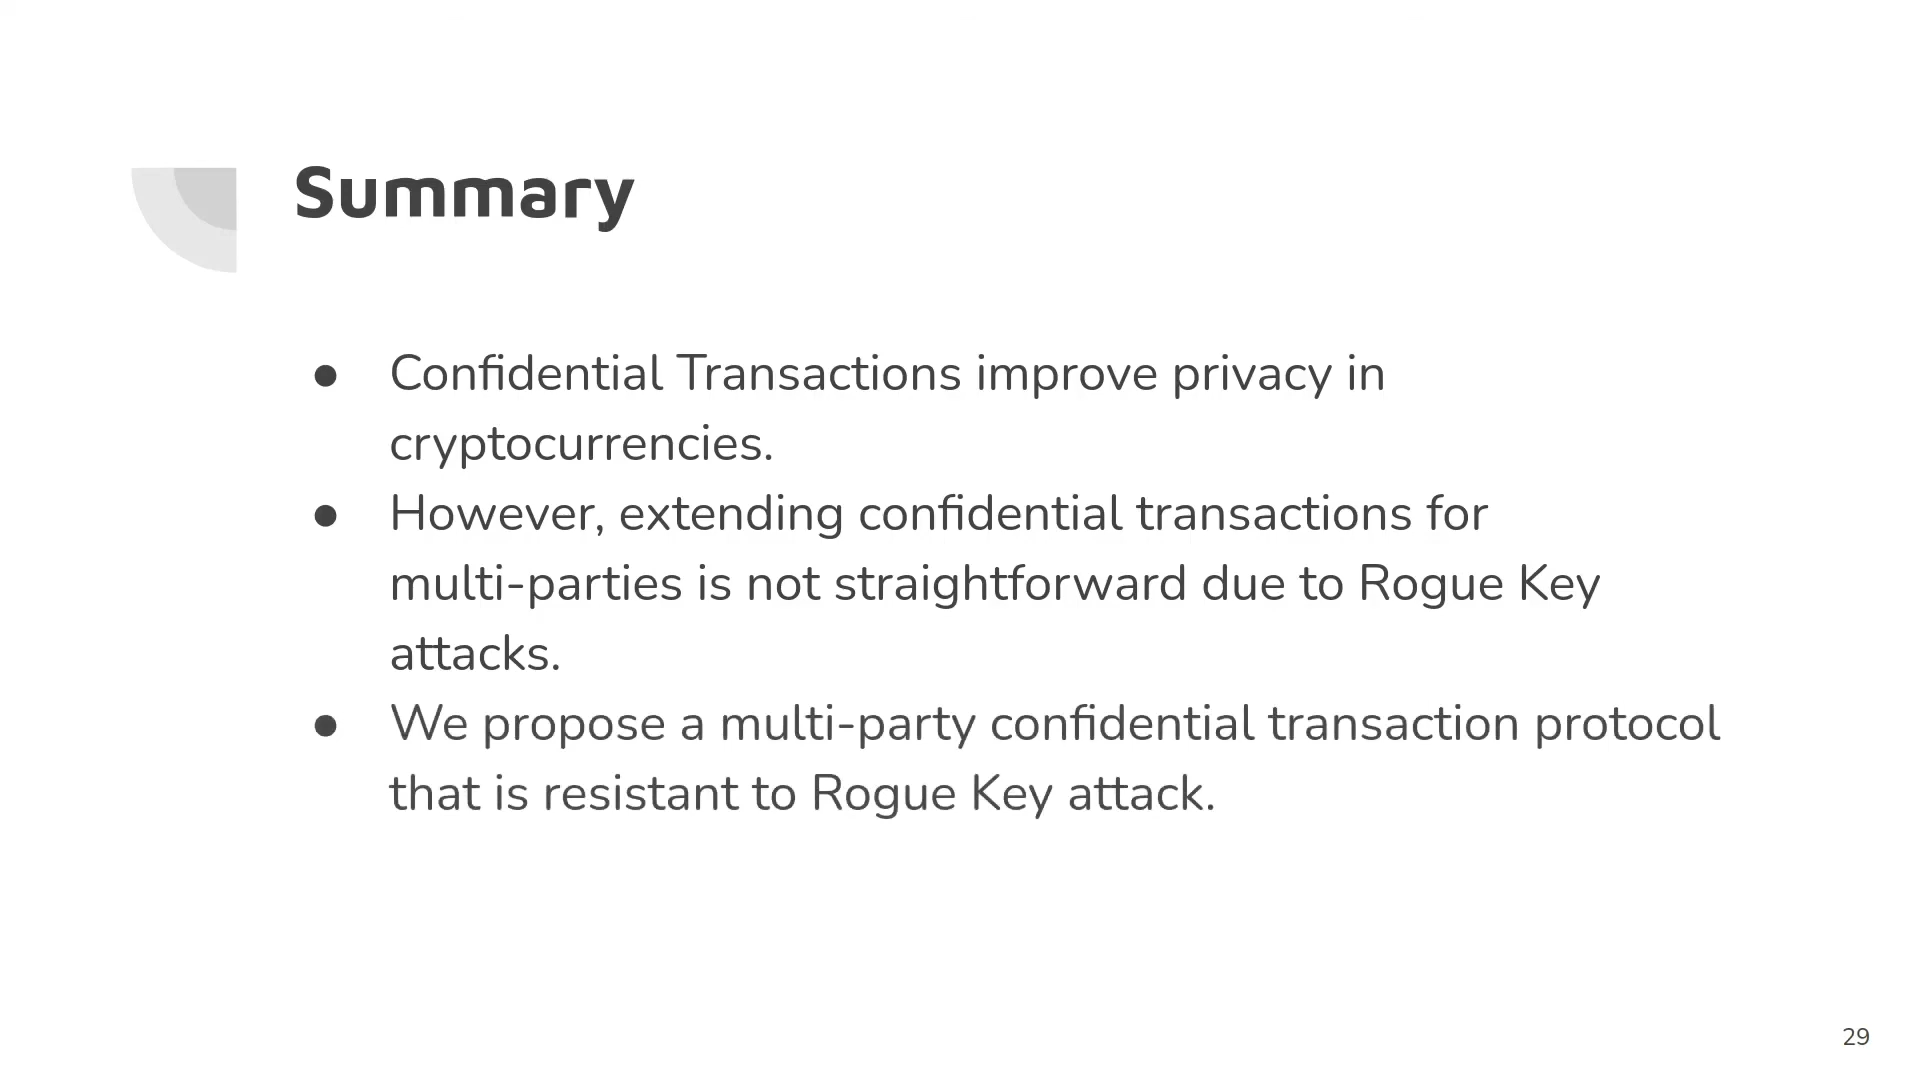 Summary
● Confidential Transactions improve privacy in
cryptocurrencies.
● However, extending confidential transactions for
multi-parties is not straightforward due to Rogue Key
attacks.
● We propose a multi-party confidential transaction protocol
that is resistant to Rogue Key attack.
29